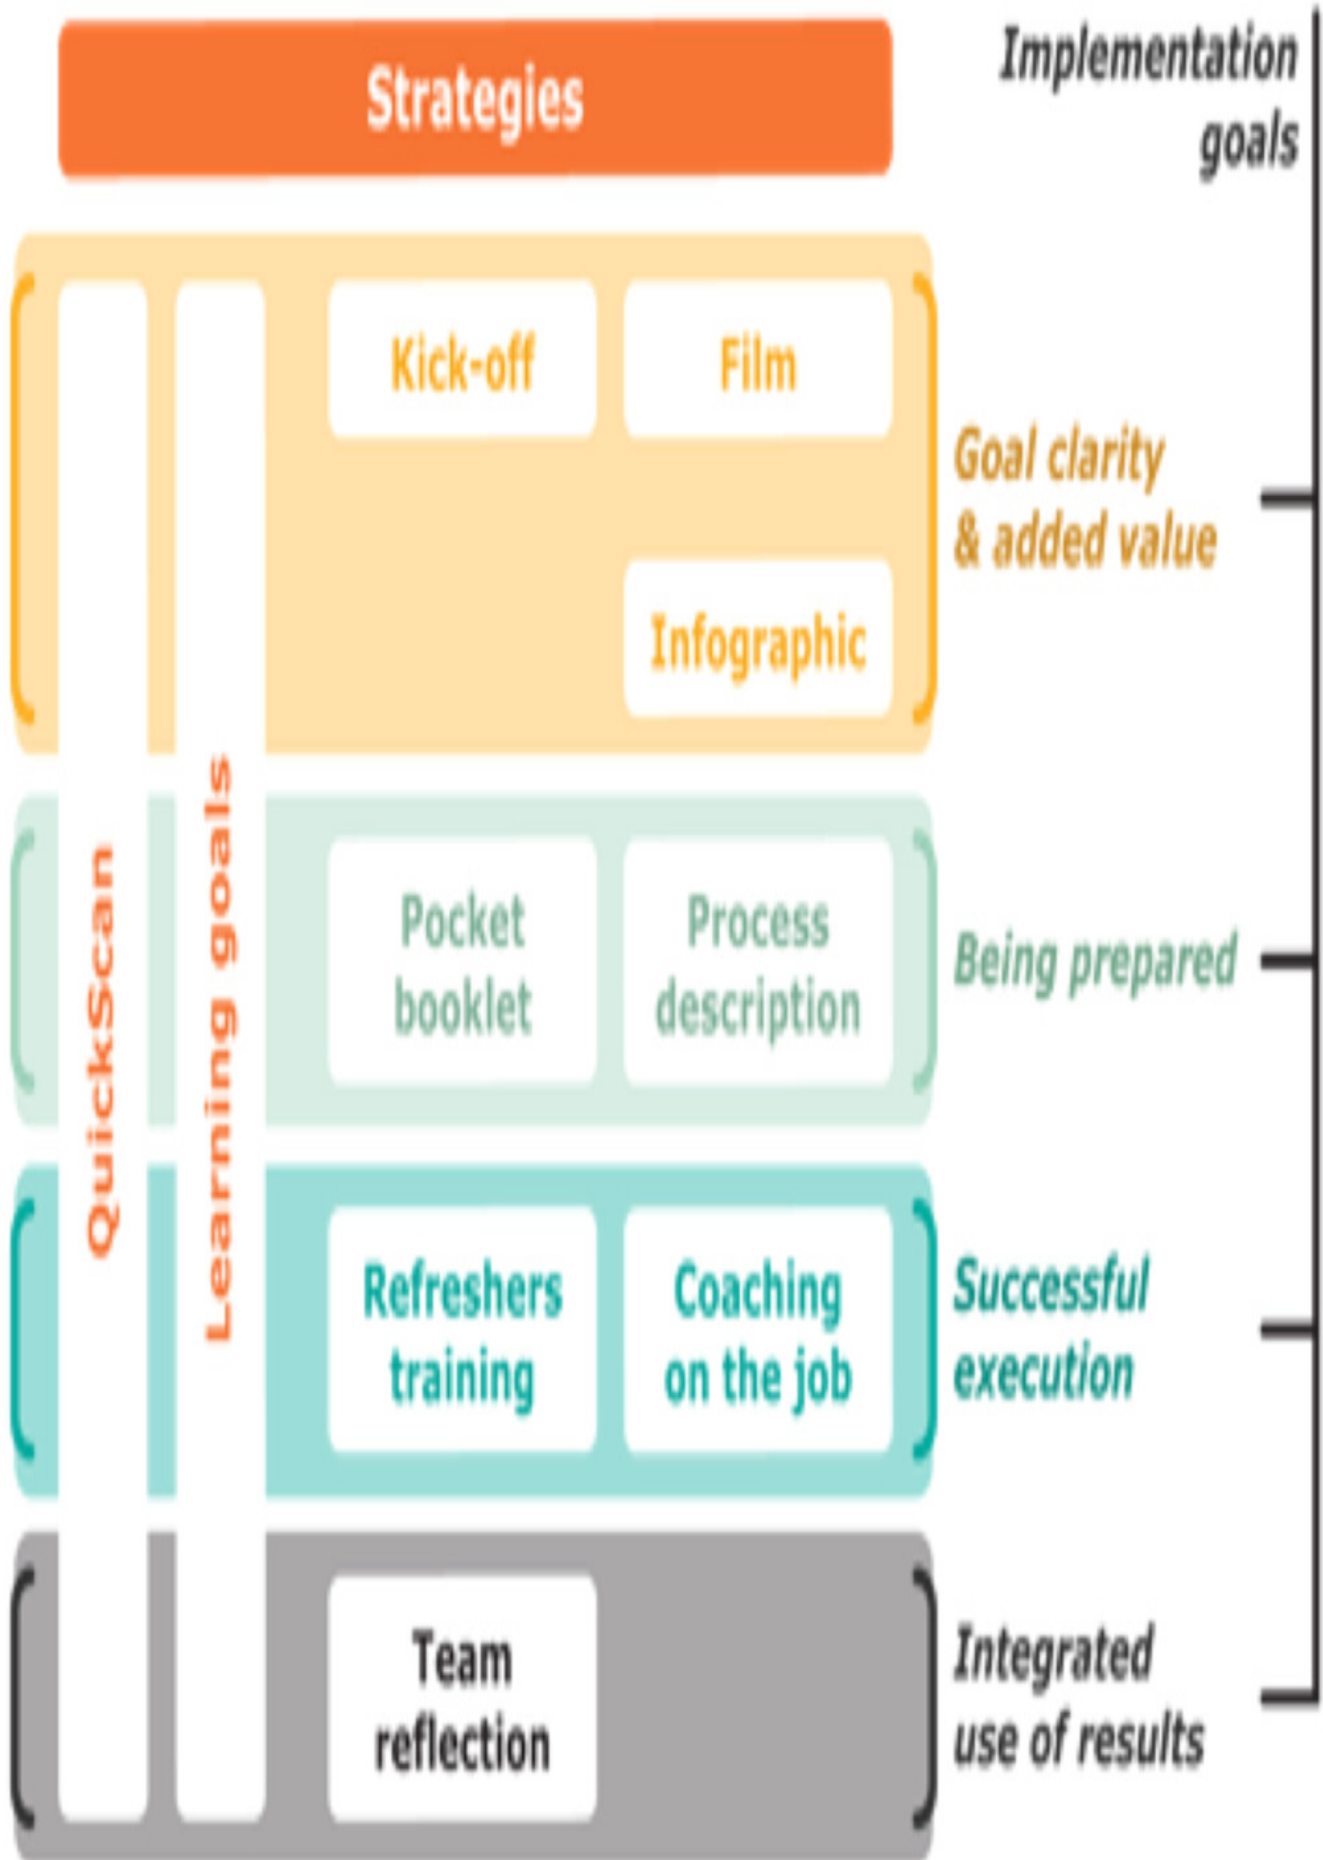 Strategies
Implementation
goals
QuickScan
Learning goals
Kick-off
Film
Infographic
Goal clarity
& added value
Pocket
booklet
Process
description
Being prepared
Refreshers
training
Coaching
on the job
Successful
execution
Team
reflection
Integrated
use of results